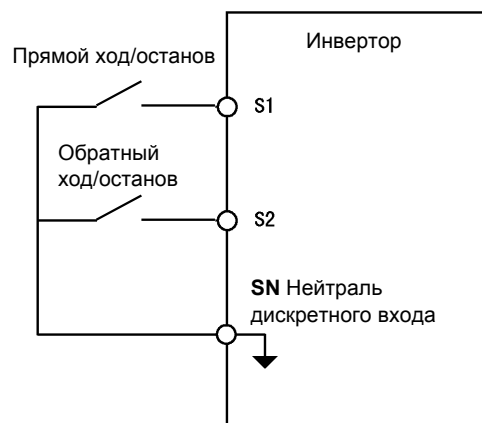 Инвертор
Прямой ход/останов
S1
Обратный
ход/останов
S2
SN Нейтраль
дискретного входа